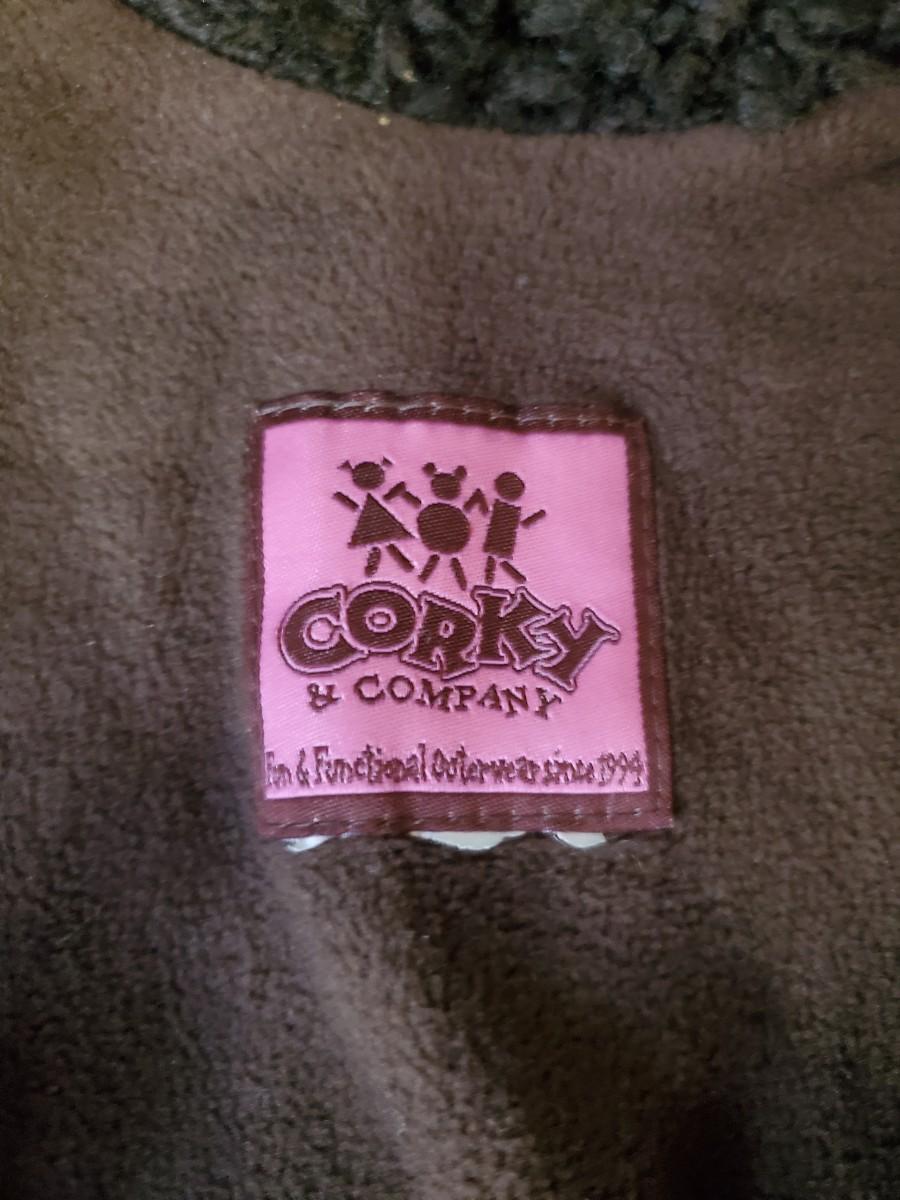 CORKY
& COMPANY
Fun & Functional Outerwear since 1994